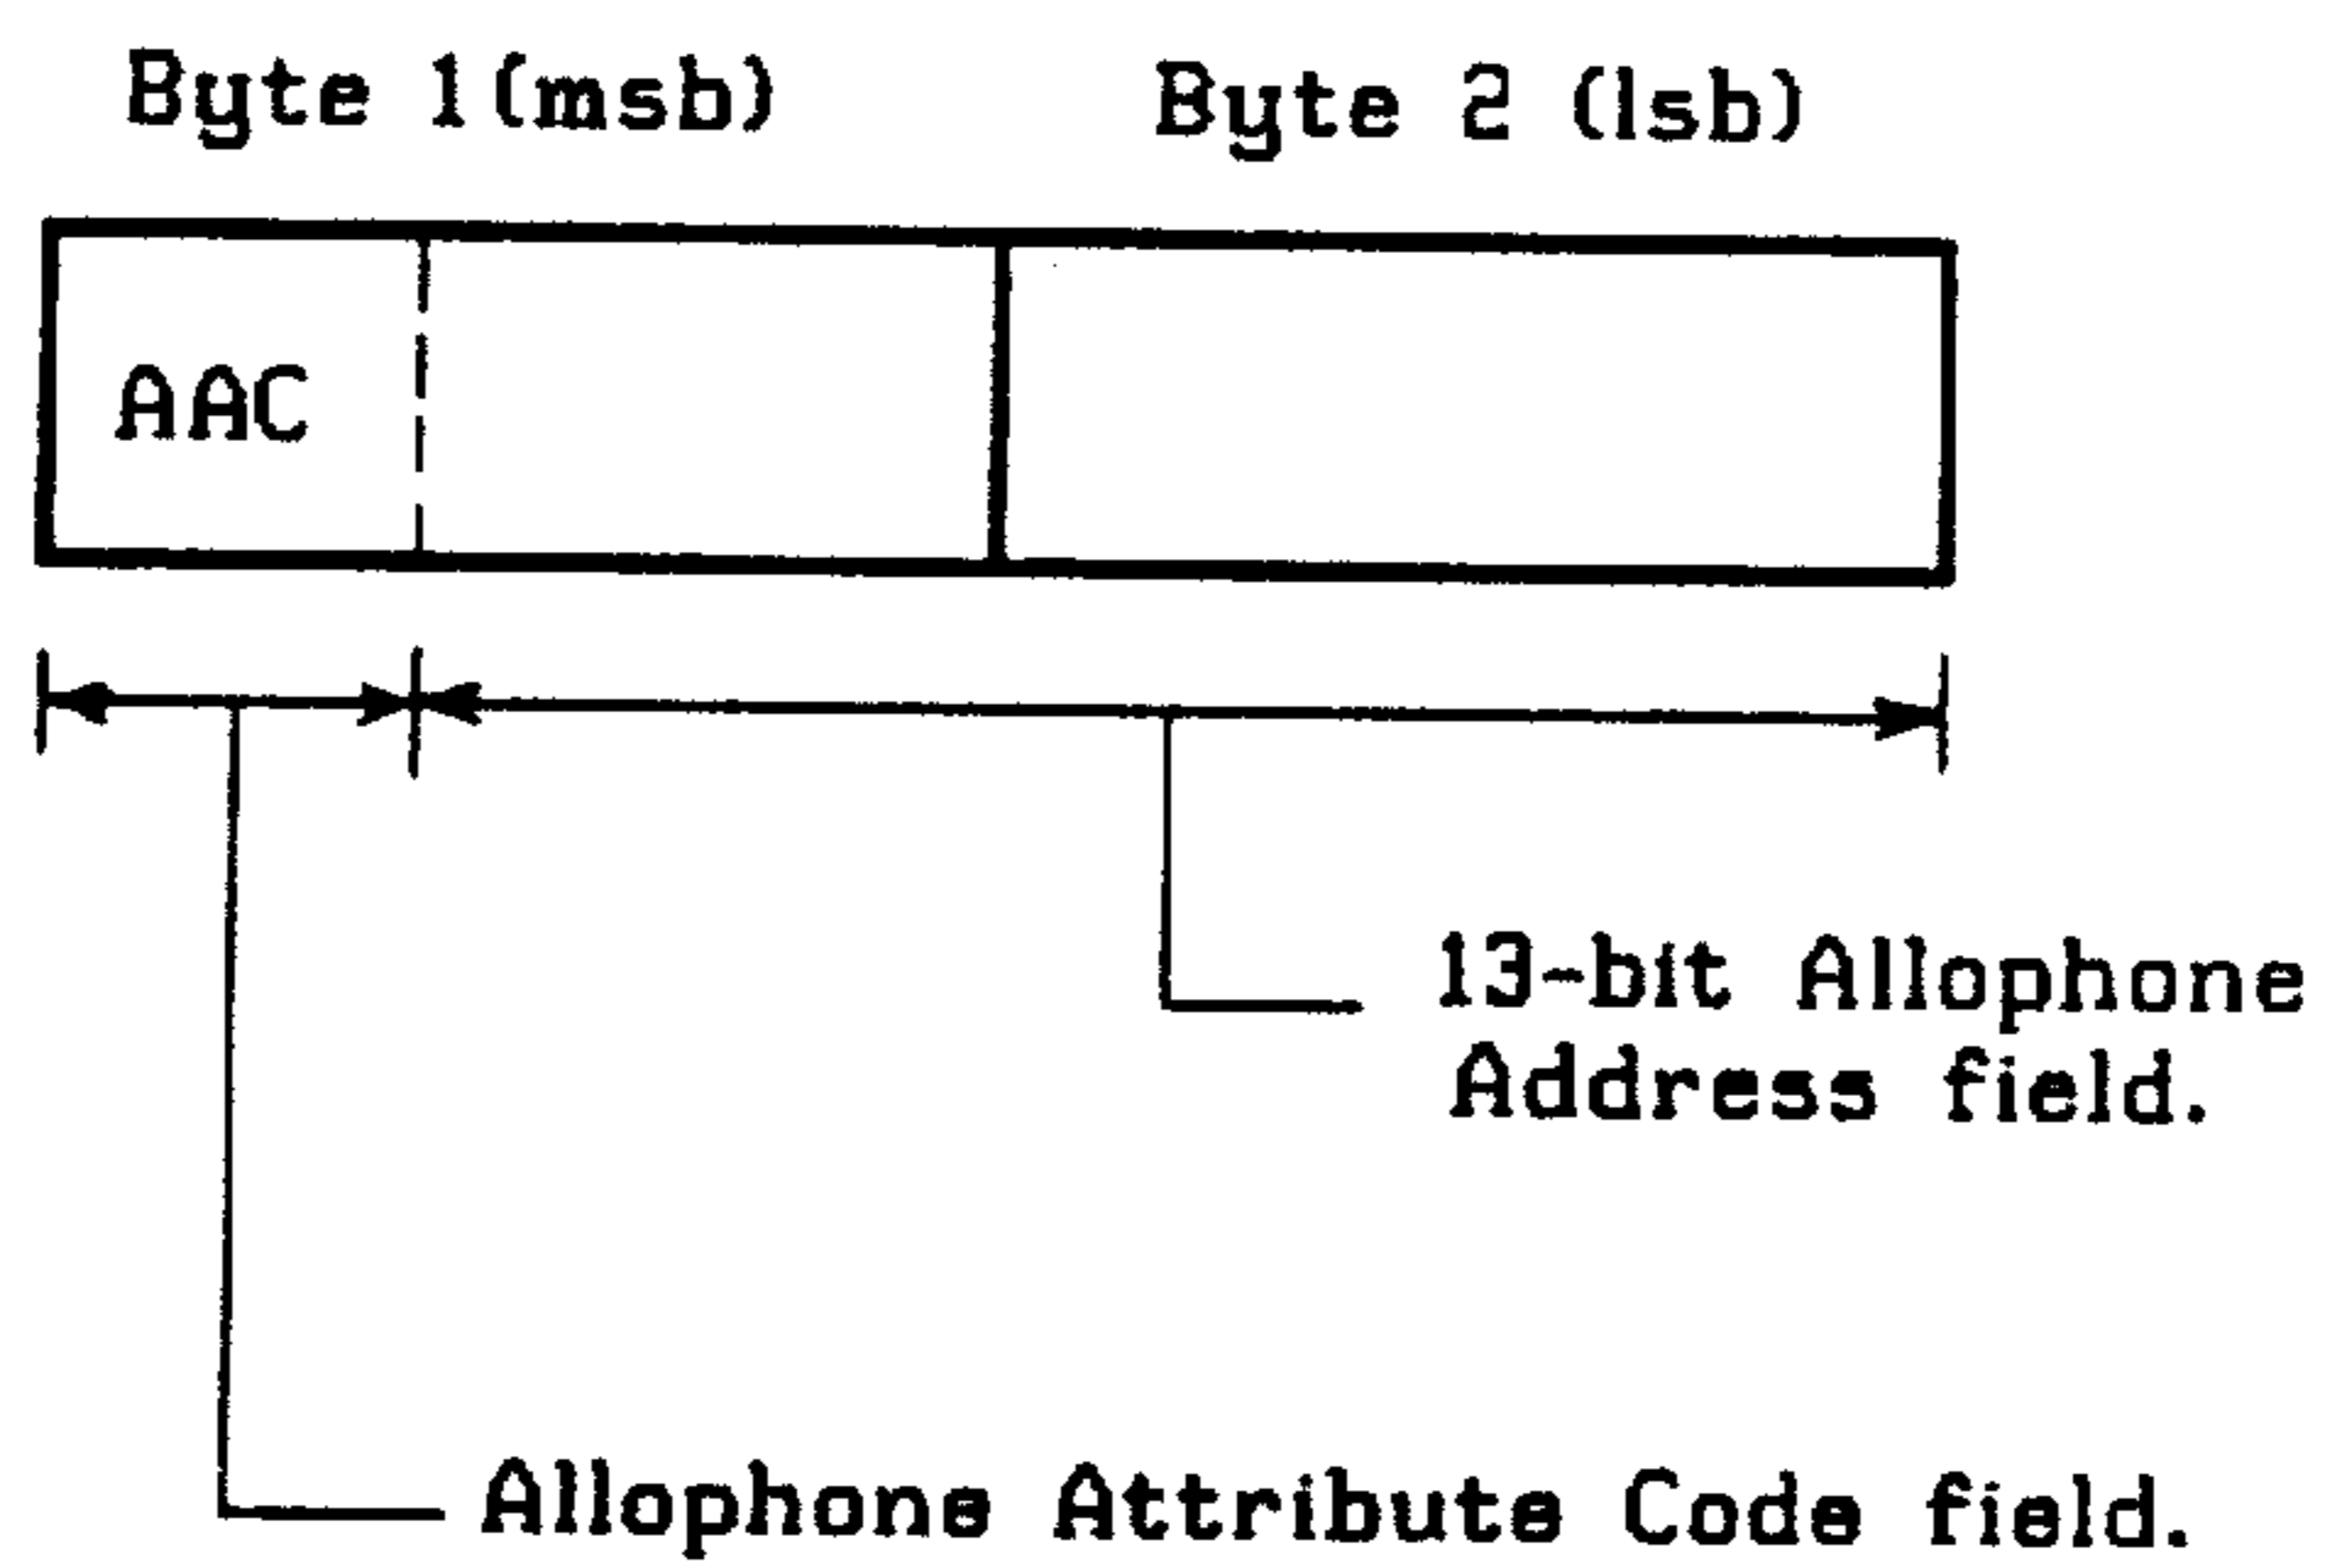 Byte 1(msb)
Byte 2 (lsb)
AAC
13-bit Allophone
Address field.
Allophone Attribute Code field.